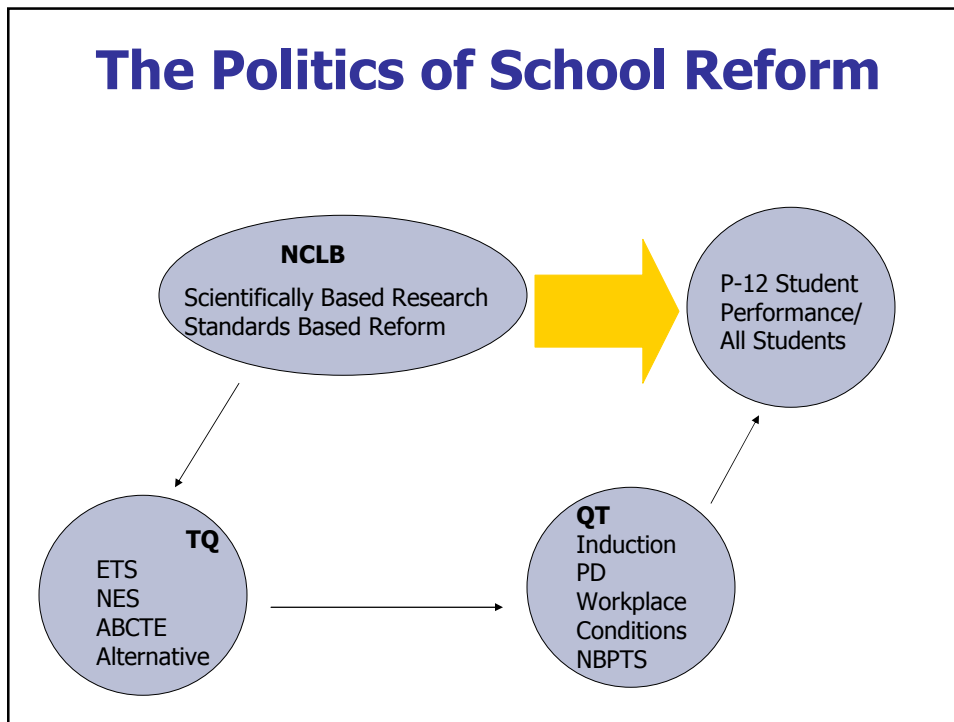 The Politics of School Reform
NCLB
Scientifically Based Research
Standards Based Reform
P-12 Student
Performance/
All Students
TQ
ETS
NES
ABCTE
Alternative
QT
Induction
PD
Workplace
Conditions
NBPTS